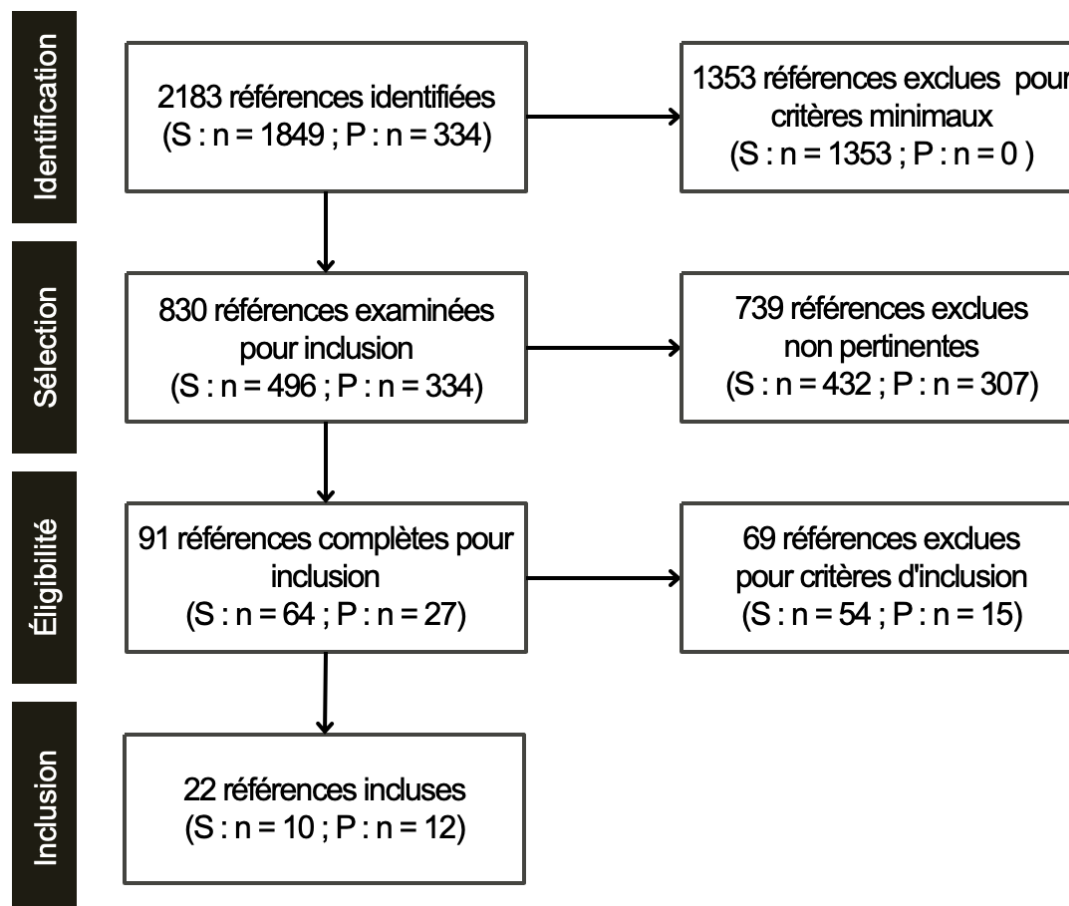 Identification
2183 références identifiées
(S : n = 1849 ; P : n = 334)
1353 références exclues pour
critères minimaux
(S : n = 1353 ; P : n = 0 )
Sélection
830 références examinées
pour inclusion
(S : n = 496 ; P : n = 334)
739 références exclues
non pertinentes
(S : n = 432 ; P : n = 307)
Éligibilité
91 références complètes pour
inclusion
(S : n = 64 ; P : n = 27)
69 références exclues
pour critères d'inclusion
(S : n = 54 ; P : n = 15)
Inclusion
22 références incluses
(S : n = 10 ; P : n = 12)